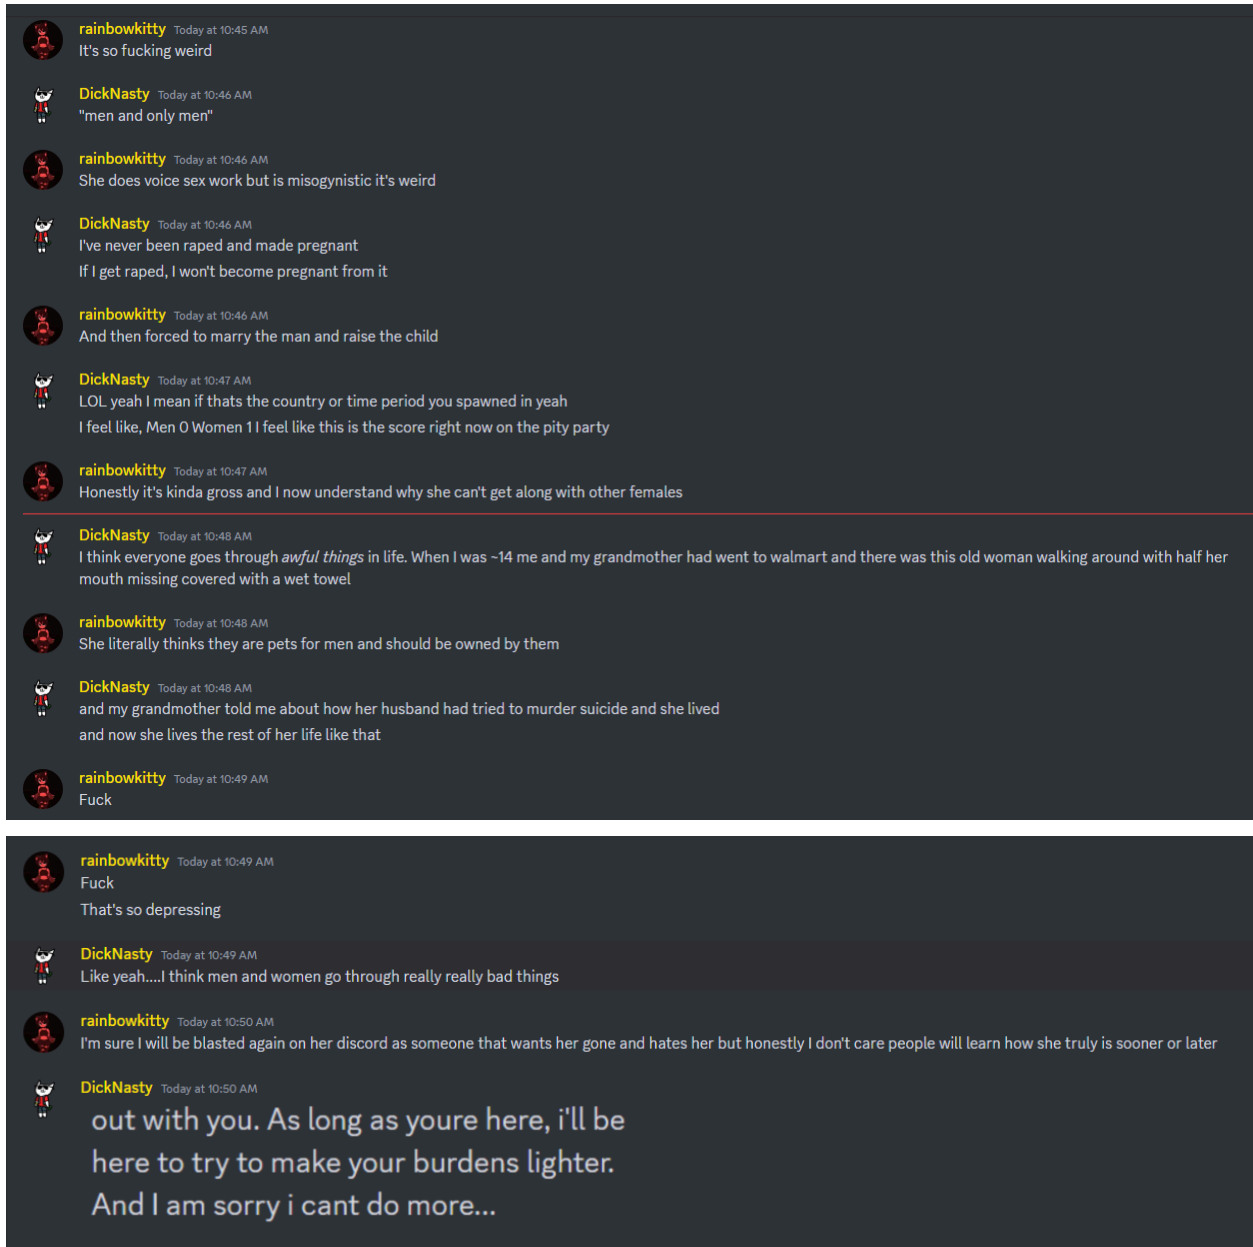 rainbowkitty Today at 10:45 AM
It's so fucking weird
DickNasty Today at 10:46 AM
"men and only men"
rainbowkitty Today at 10:46 AM
She does voice sex work but is misogynistic it's weird
DickNasty Today at 10:46 AM
I've never been raped and made pregnant
If I get raped, I won't become pregnant from it
rainbowkitty Today at 10:46 AM
And then forced to marry the man and raise the child
DickNasty Today at 10:47 AM
LOL yeah I mean if thats the country or time period you spawned in yeah
I feel like, Men 0 Women 1 I feel like this is the score right now on the pity party
rainbowkitty Today at 10:47 AM
Honestly it's kinda gross and I now understand why she can't get along with other females
DickNasty Today at 10:48 AM
I think everyone goes through awful things in life. When I was ~14 me and my grandmother had went to walmart and there was this old woman walking around with half her
mouth missing covered with a wet towel
rainbowkitty Today at 10:48 AM
She literally thinks they are pets for men and should be owned by them
DickNasty Today at 10:48 AM
and my grandmother told me about how her husband had tried to murder suicide and she lived
and now she lives the rest of her life like that
rainbowkitty Today at 10:49 AM
Fuck
rainbowkitty Today at 10:49 AM
Fuck
That's so depressing
DickNasty Today at 10:49 AM
Like yeah....I think men and women go through really really bad things
rainbowkitty Today at 10:50 AM
I'm sure I will be blasted again on her discord as someone that wants her gone and hates her but honestly I don't care people will learn how she truly is sooner or later
DickNasty Today at 10:50 AM
out with you. As long as youre here, i'll be
here to try to make your burdens lighter.
And I am sorry i cant do more...